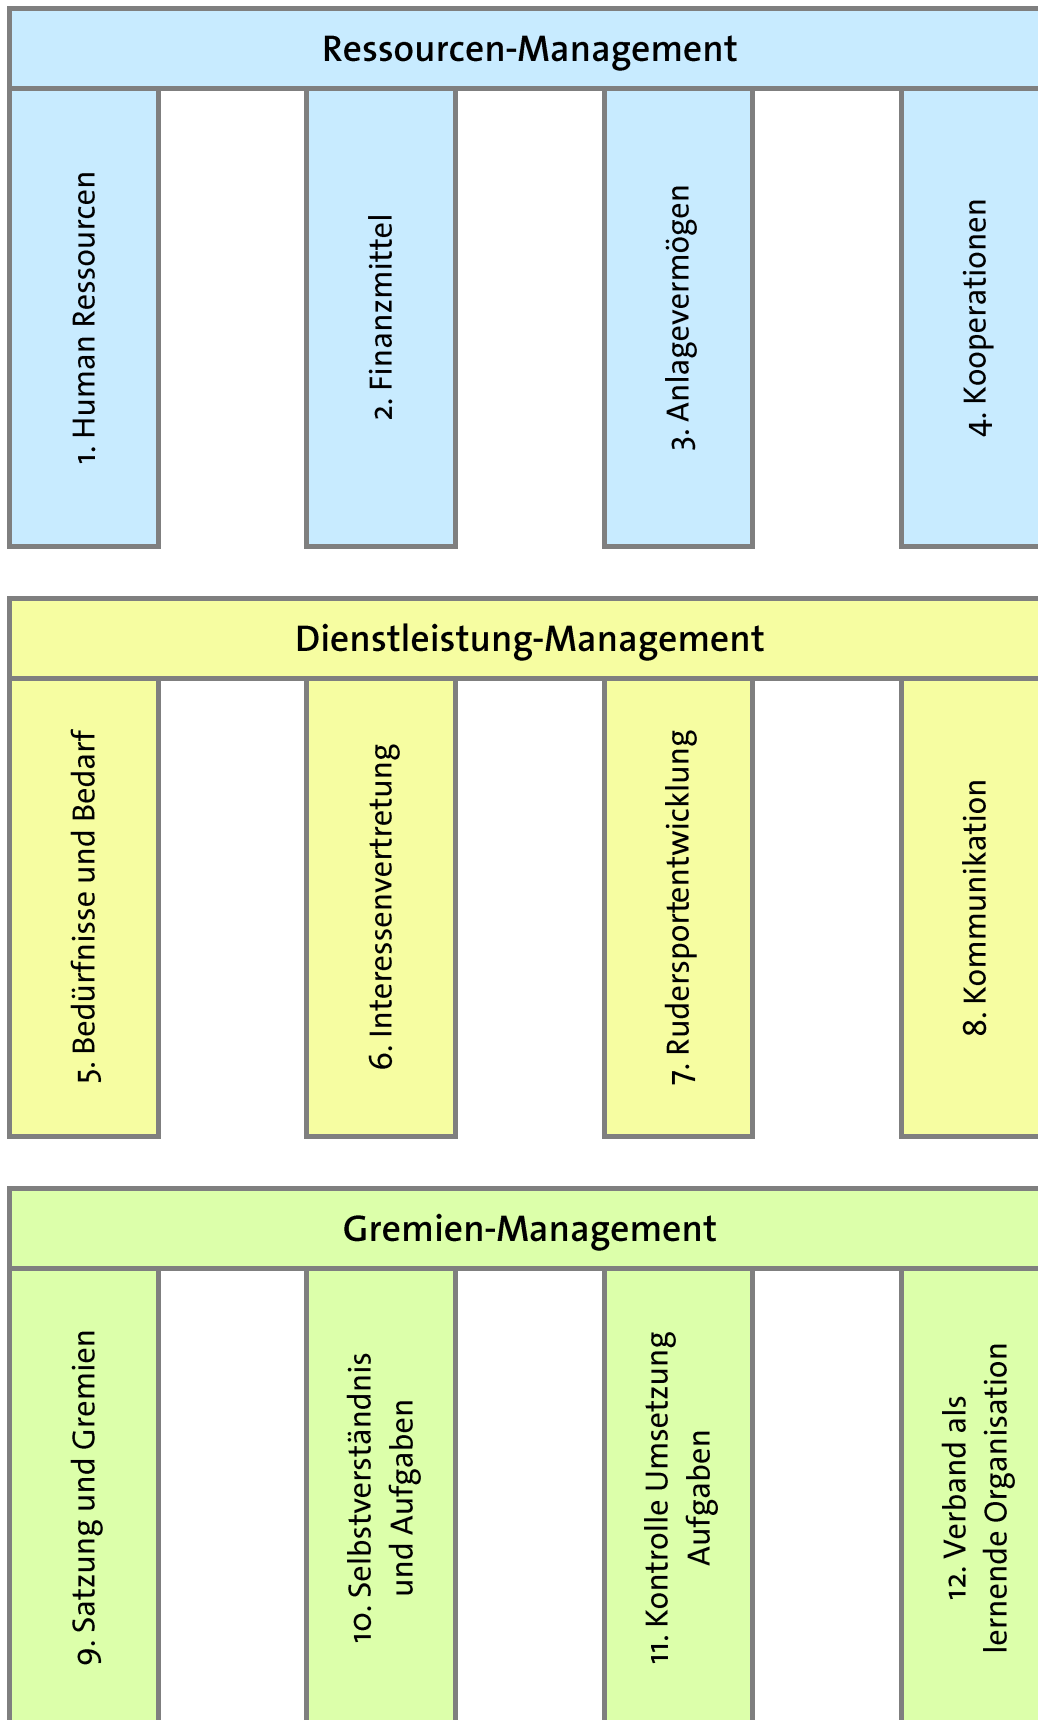 Ressourcen-Management
1. Human Ressourcen
2. Finanzmittel
3. Anlagevermögen
4. Kooperationen
Dienstleistung-Management
5. Bedürfnisse und Bedarf
6. Interessenvertretung
7. Rudersportentwicklung
8. Kommunikation
Gremien-Management
9. Satzung und Gremien
10. Selbstverständnis
und Aufgaben
11. Kontrolle Umsetzung
Aufgaben
12. Verband als
lernende Organisation